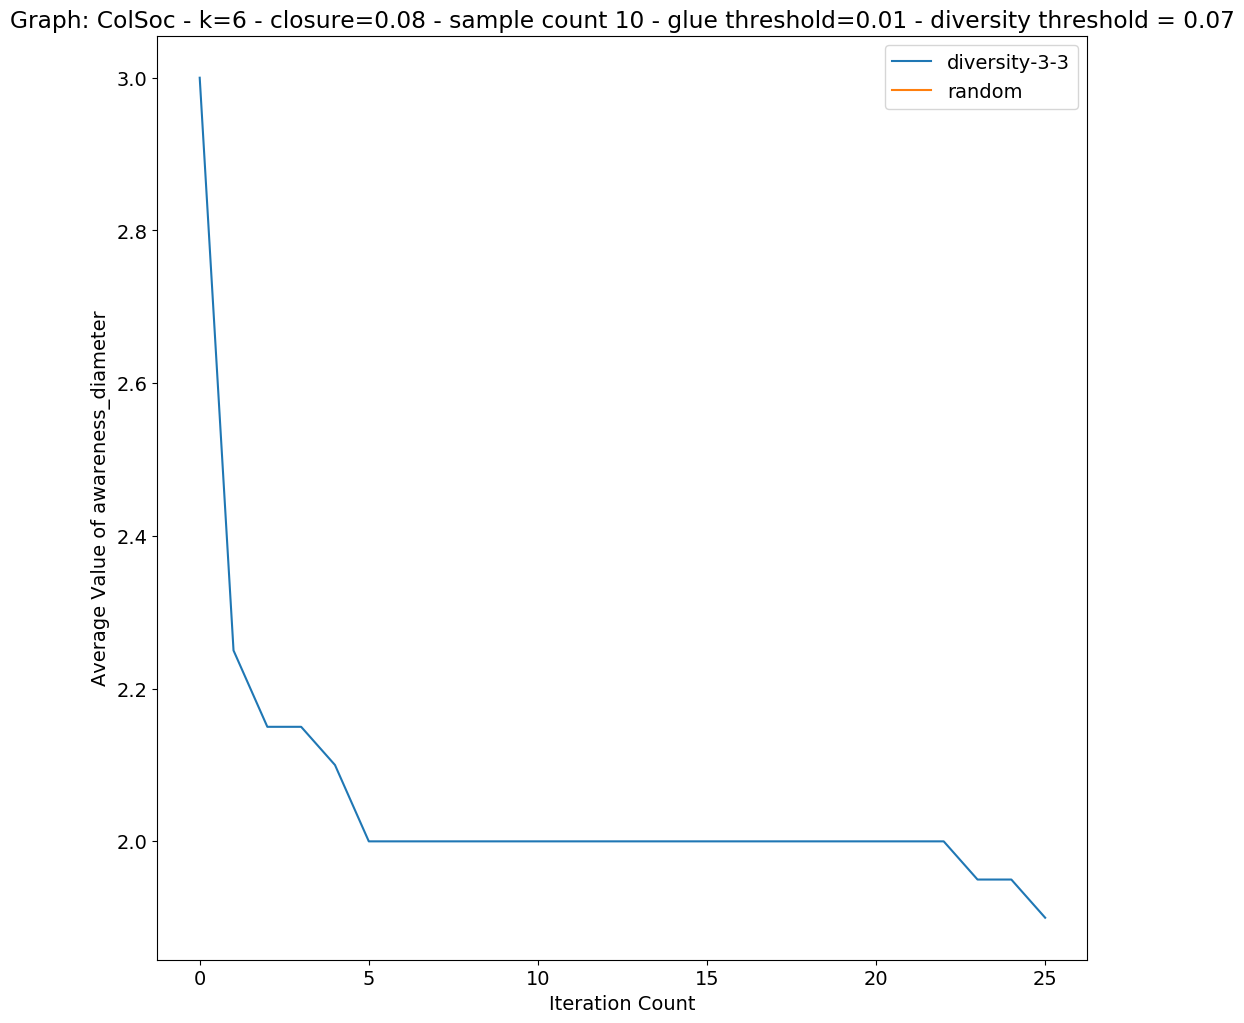 Graph: ColSoc - k=6 - closure=0.08 - sample count 10 - glue threshold=0.01 - diversity threshold = 0.07
diversity-3-3
random
3.0
2.8
2.6
2.4
2.2
2.0
Average Value of awareness_diameter
0 5 10 15 20 25
Iteration Count